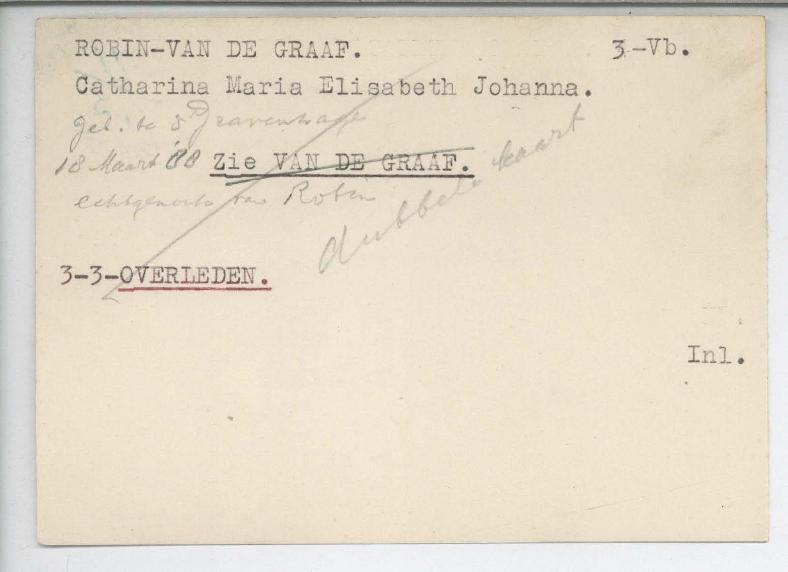 ROBIN-VAN DE GRAAF. 3-Vb.
Catharina Maria Elisabeth Johanna.
geb. te s Gravenhage
18 Maart '88 Zie VAN DE GRAAF.
echtgenoote van Robin
dubbele kaart
3-3-OVERLEDEN.
Inl.